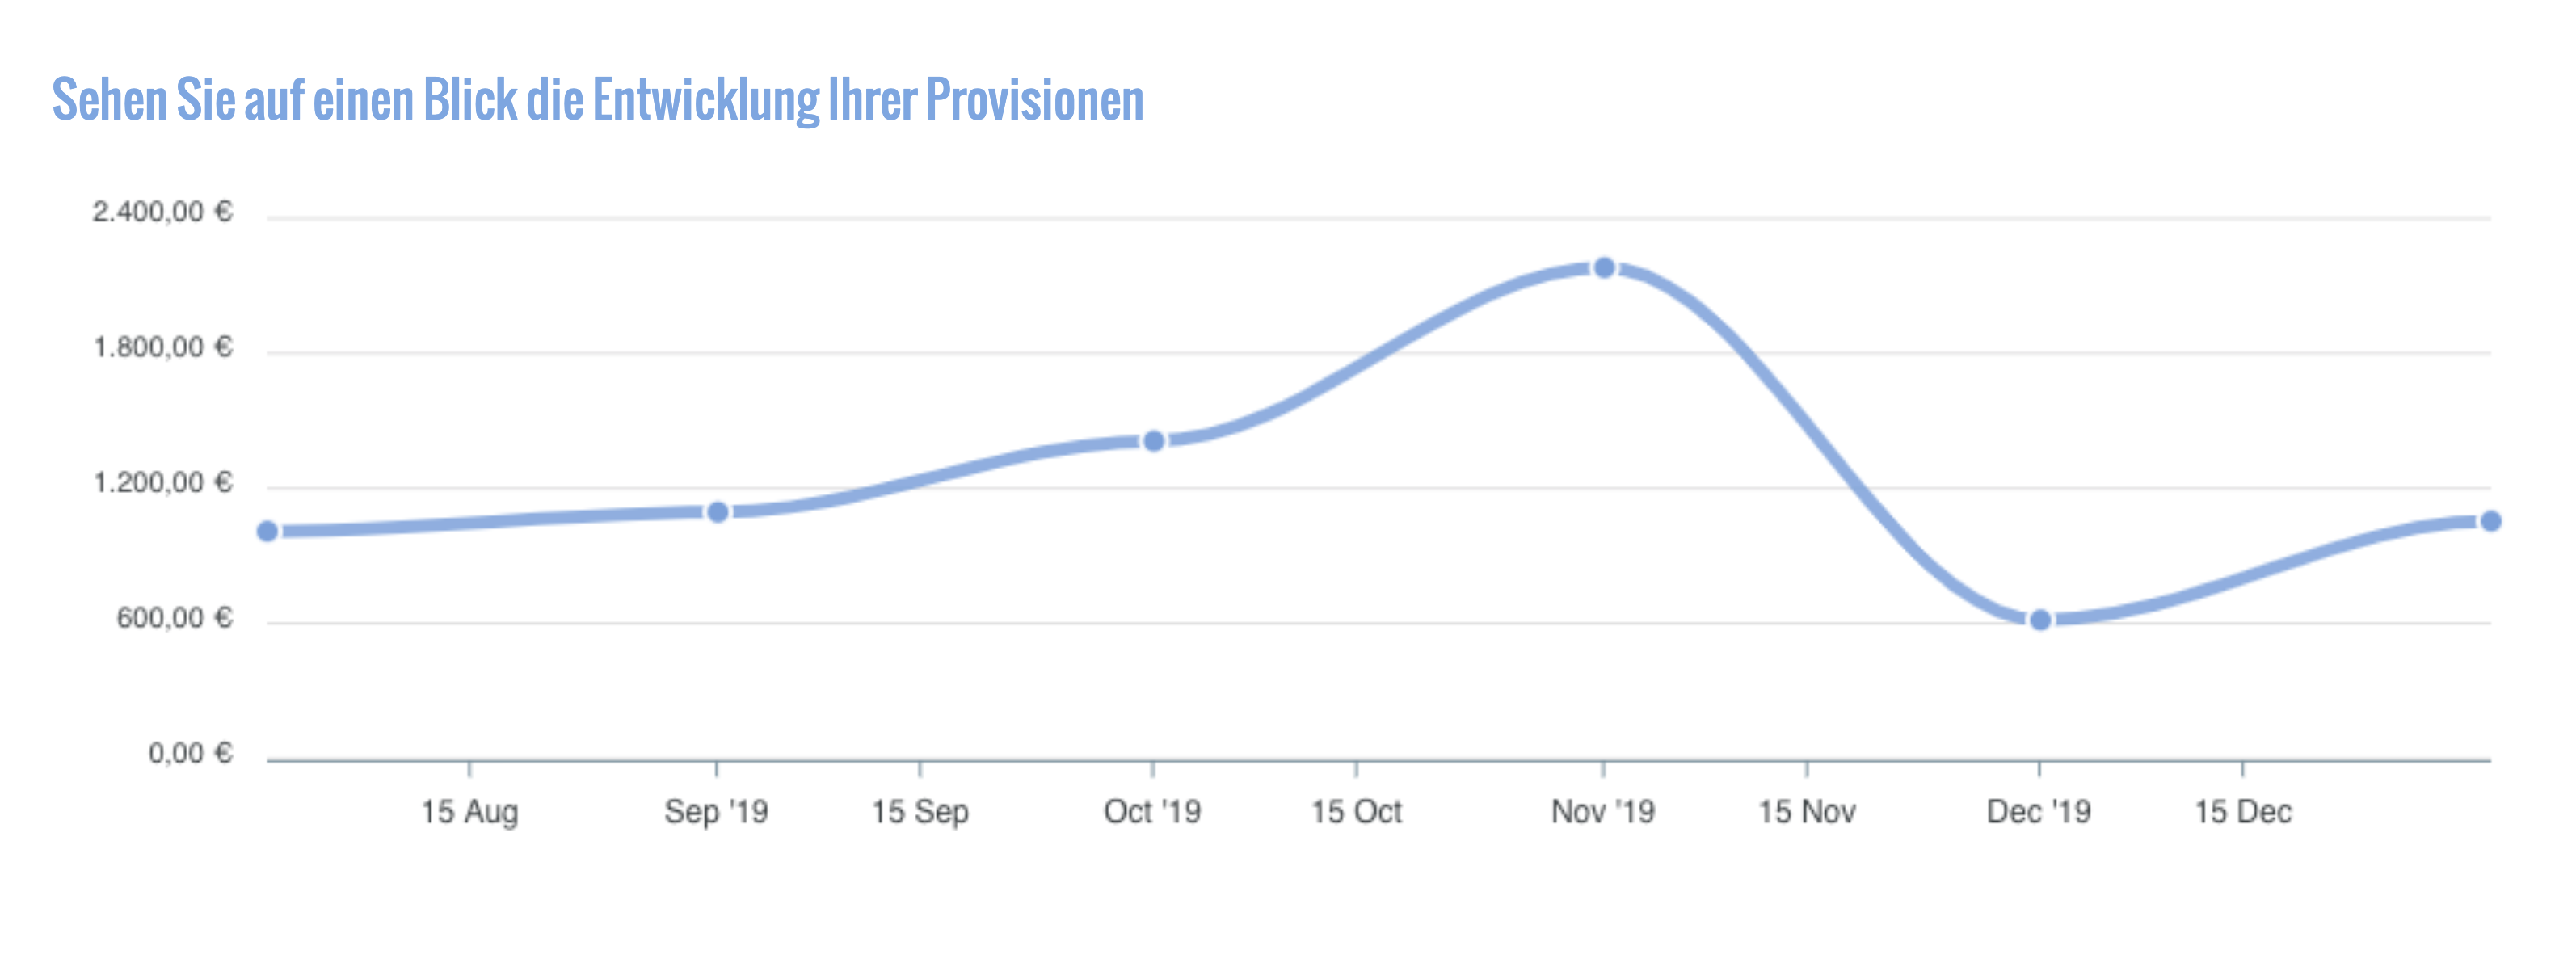 Sehen Sie auf einen Blick die Entwicklung Ihrer Provisionen
2.400,00 €
1.800,00 €
1.200,00 €
600,00 €
0,00 €
15 Aug Sep '19 15 Sep Oct '19 15 Oct Nov '19 15 Nov Dec '19 15 Dec